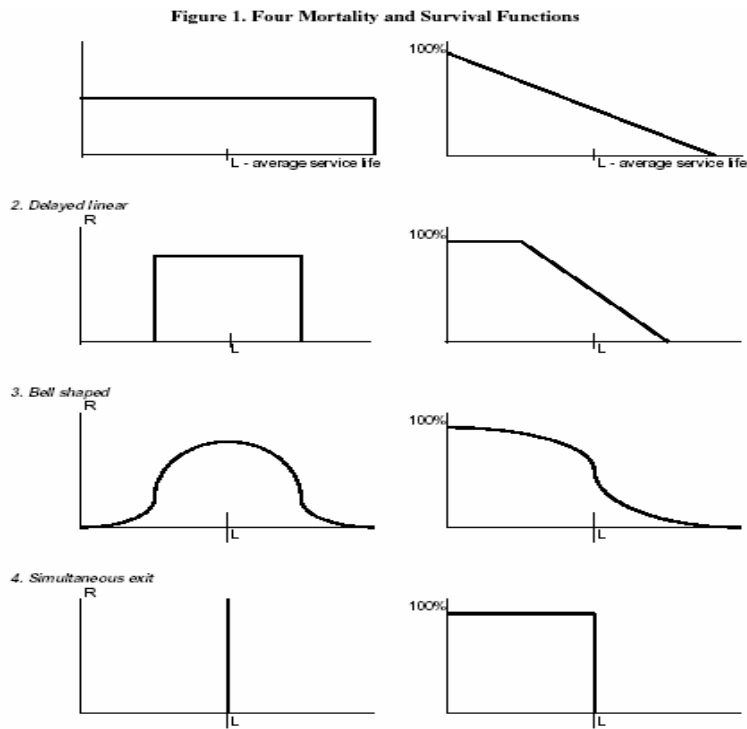 Figure 1. Four Mortality and Survival Functions
100%
L - average service life
L - average service life
2. Delayed linear
R
100%
L
L
3. Bell shaped
R
100%
L
L
4. Simultaneous exit
R
100%
L
L